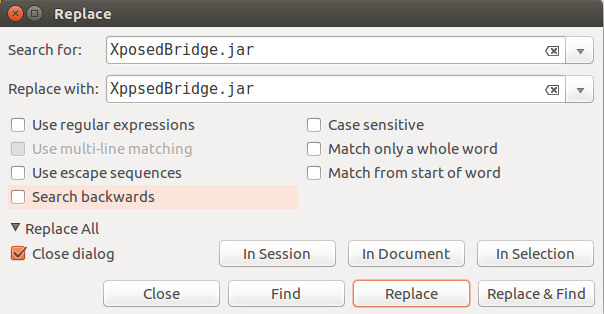 Replace
Search for: XposedBridge.jar
Replace with: XppsedBridge.jar
Use regular expressions Case sensitive
Use multi-line matching Match only a whole word
Use escape sequences Match from start of word
Search backwards
Replace All
Close dialog In Session In Document In Selection
Close Find Replace Replace & Find